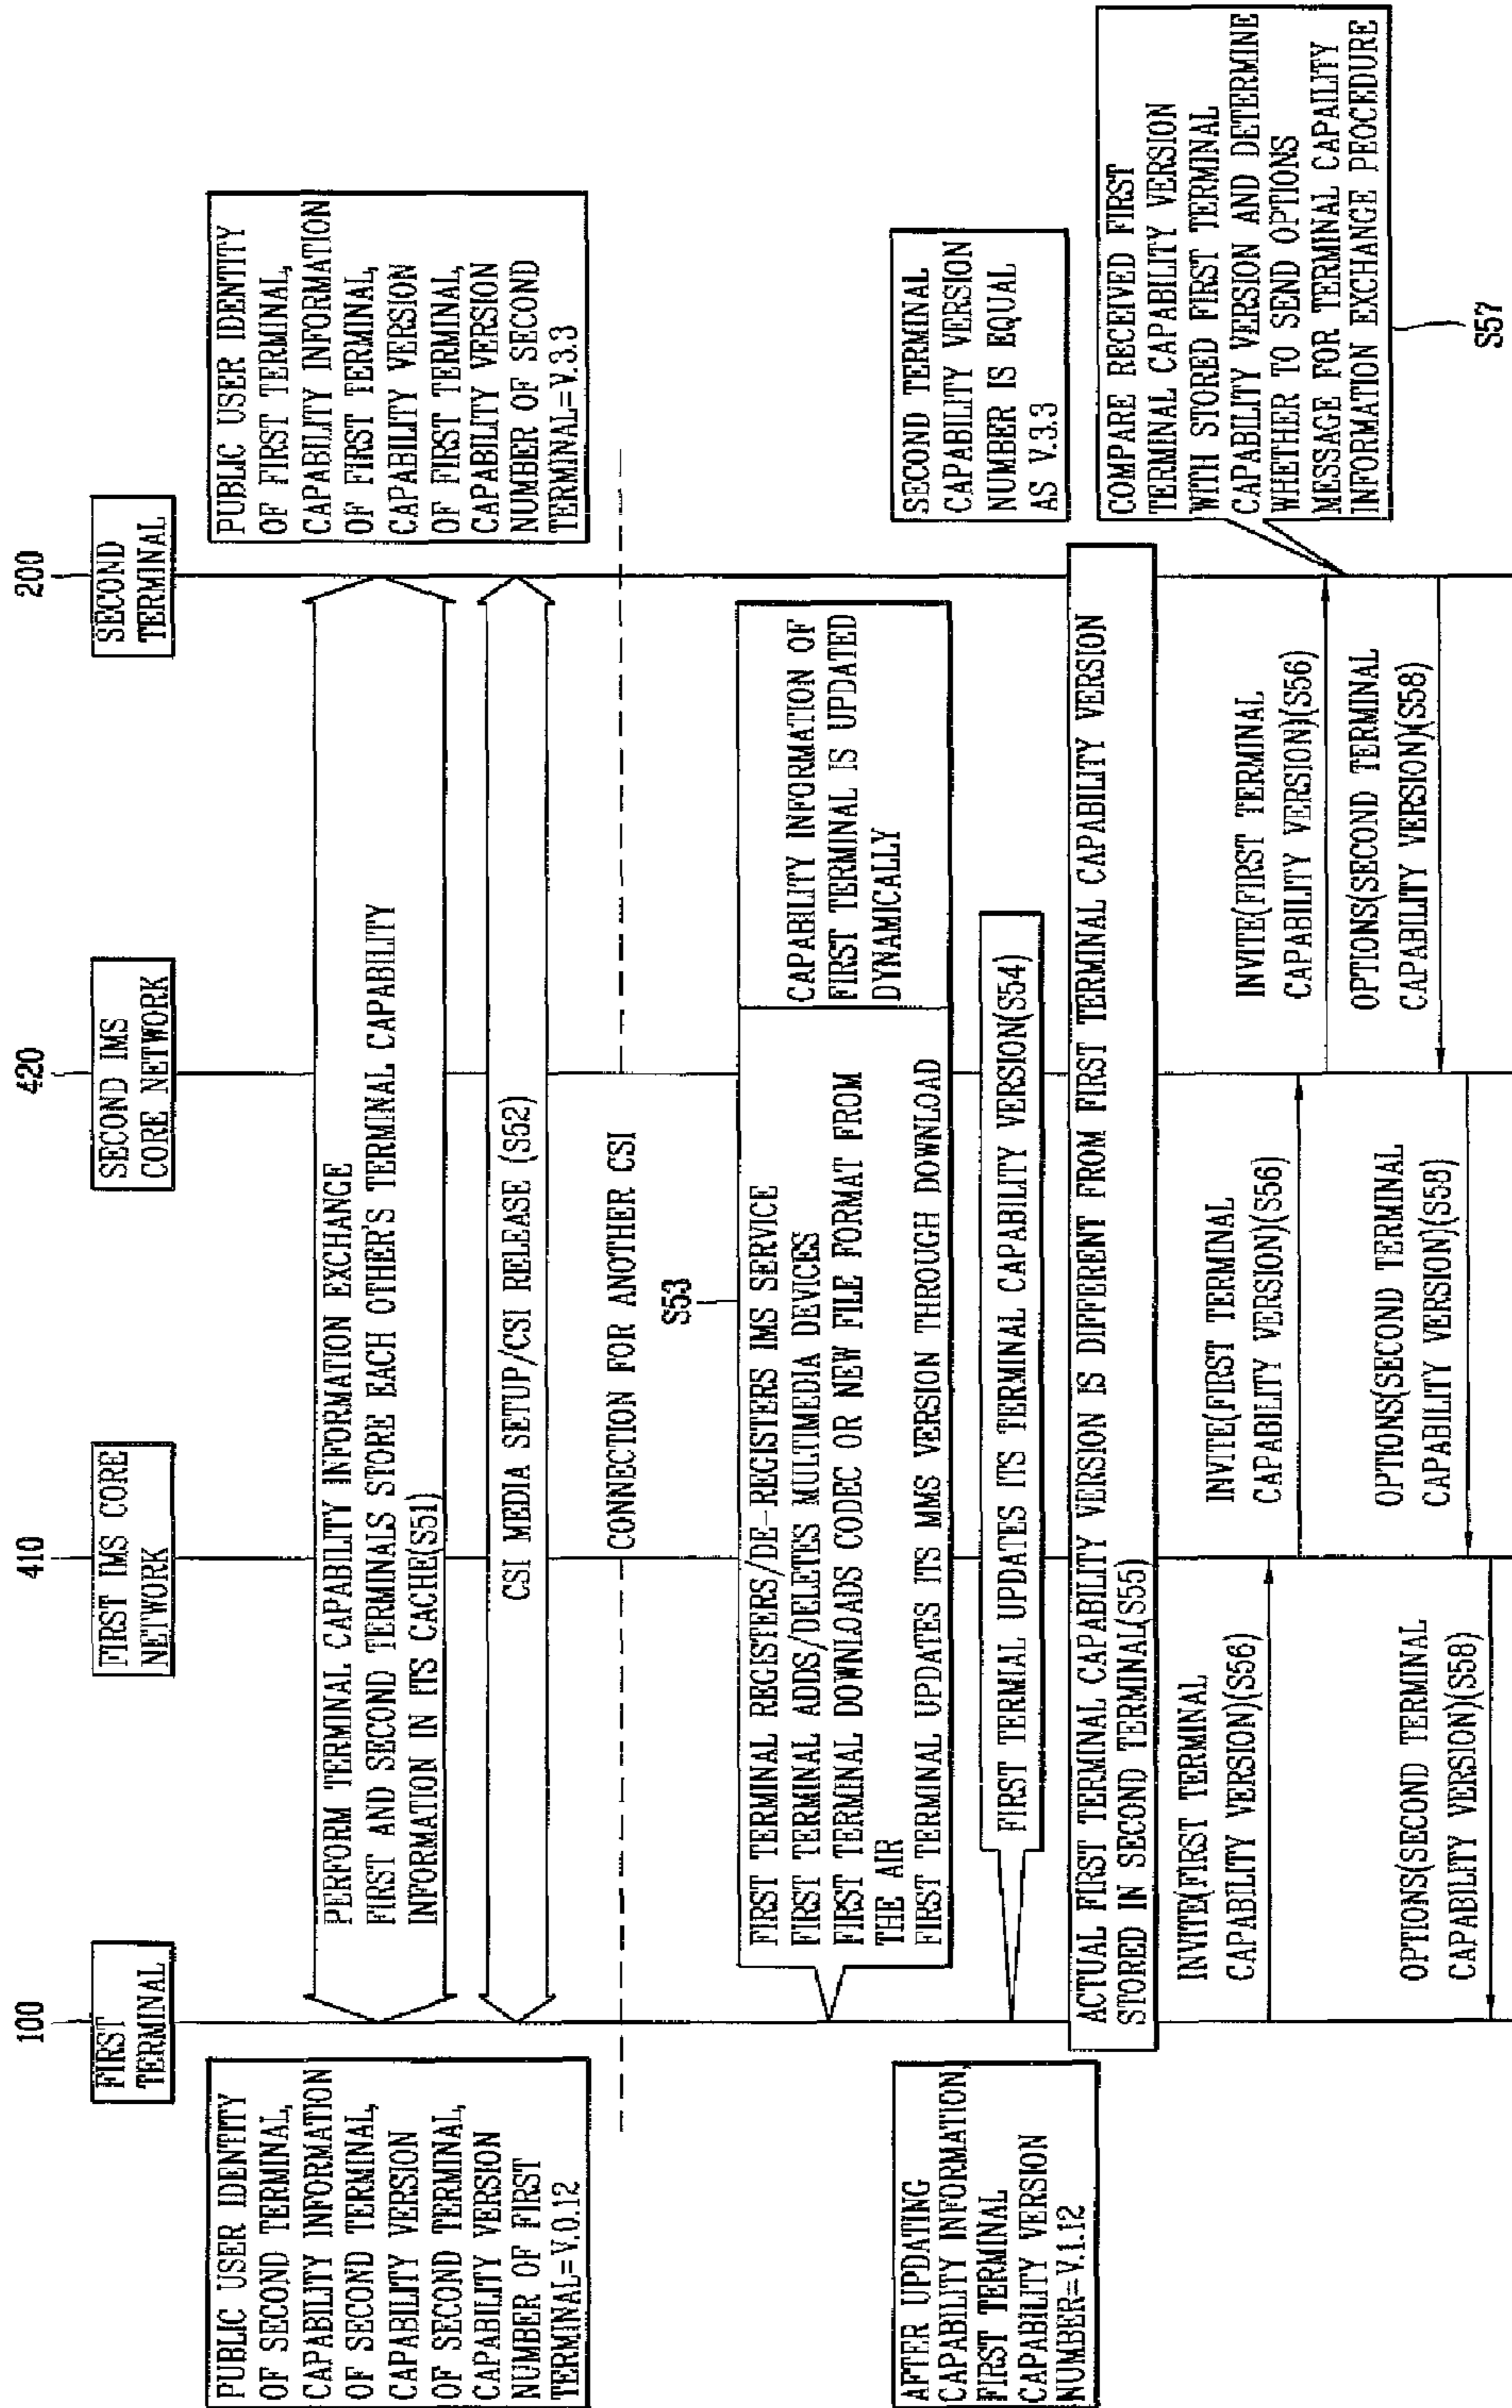 100
410
420
200
FIRST
TERMINAL
FIRST IMS CORE
NETWORK
SECOND IMS
CORE NETWORK
SECOND
TERMINAL
PUBLIC USER IDENTITY
OF SECOND TERMINAL,
CAPABILITY INFORMATION
OF SECOND TERMINAL,
CAPABILITY VERSION
OF SECOND TERMINAL,
CAPABILITY VERSION
NUMBER OF FIRST
TERMINAL=V.0.12
PERFORM TERMINAL CAPABILITY INFORMATION EXCHANGE
FIRST AND SECOND TERMINALS STORE EACH OTHER'S TERMINAL CAPABILITY
INFORMATION IN ITS CACHE(S51)
PUBLIC USER IDENTITY
OF FIRST TERMINAL,
CAPABILITY INFORMATION
OF FIRST TERMINAL,
CAPABILITY VERSION
OF FIRST TERMINAL,
CAPABILITY VERSION
NUMBER OF SECOND
TERMINAL=V.3.3
CSI MEDIA SETUP/CSI RELEASE (S52)
CONNECTION FOR ANOTHER CSI
S53
FIRST TERMINAL REGISTERS/DE-REGISTERS IMS SERVICE
FIRST TERMINAL ADDS/DELETES MULTIMEDIA DEVICES
FIRST TERMINAL DOWNLOADS CODEC OR NEW FILE FORMAT FROM
THE AIR
FIRST TERMINAL UPDATES ITS MMS VERSION THROUGH DOWNLOAD
CAPABILITY INFORMATION OF
FIRST TERMINAL IS UPDATED
DYNAMICALLY
AFTER UPDATING
CAPABILITY INFORMATION,
FIRST TERMINAL
CAPABILITY VERSION
NUMBER=V.1.12
FIRST TERMIAL UPDATES ITS TERMINAL CAPABILITY VERSION(S54)
SECOND TERMINAL
CAPABILITY VERSION
NUMBER IS EQUAL
AS V.3.3
ACTUAL FIRST TERMINAL CAPABILITY VERSION IS DIFFERENT FROM FIRST TERMINAL CAPABILITY VERSION
STORED IN SECOND TERMINAL(S55)
INVITE(FIRST TERMINAL
CAPABILITY VERSION)(S56)
INVITE(FIRST TERMINAL
CAPABILITY VERSION)(S56)
INVITE(FIRST TERMINAL
CAPABILITY VERSION)(S56)
COMPARE RECEIVED FIRST
TERMINAL CAPABILITY VERSION
WITH STORED FIRST TERMINAL
CAPABILITY VERSION AND DETERMINE
WHETHER TO SEND OPTIONS
MESSAGE FOR TERMINAL CAPAILITY
INFORMATION EXCHANGE PEOCEDURE
S57
OPTIONS(SECOND TERMINAL
CAPABILITY VERSION)(S58)
OPTIONS(SECOND TERMINAL
CAPABILITY VERSION)(S58)
OPTIONS(SECOND TERMINAL
CAPABILITY VERSION)(S58)